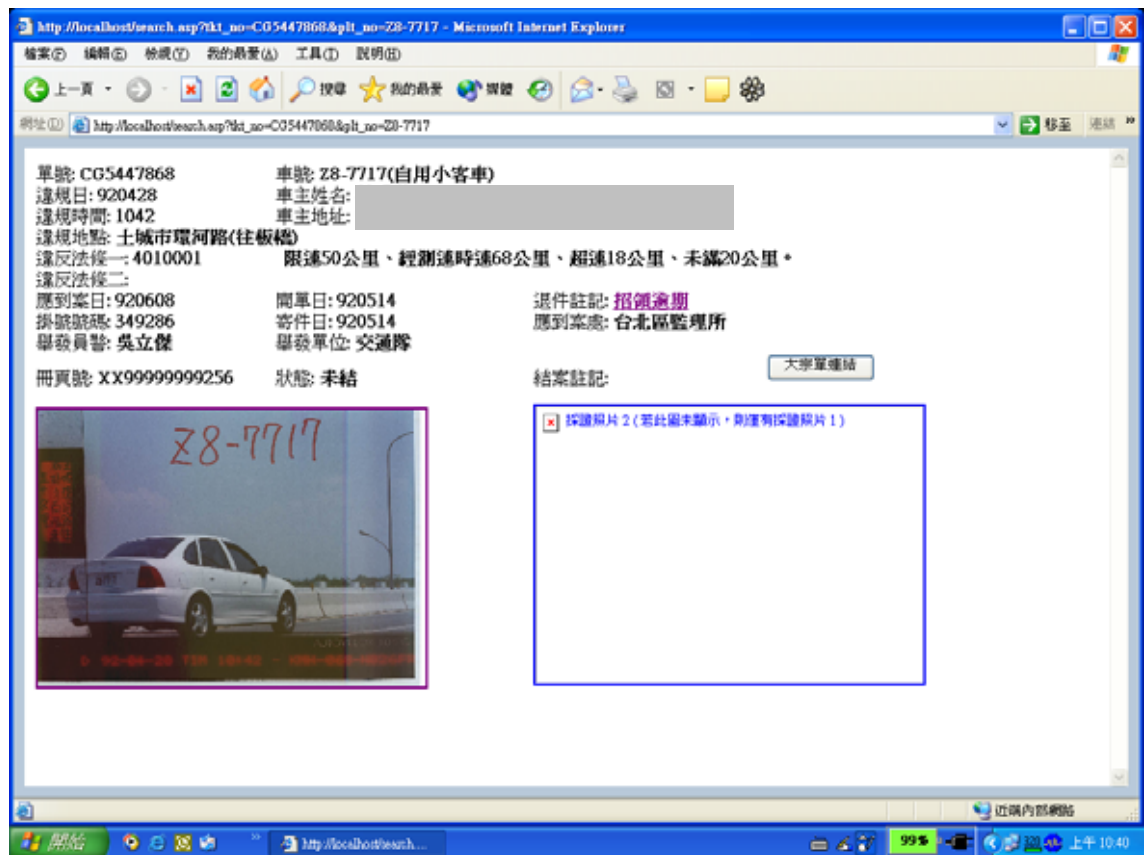 http://localhost/search.asp?tkt_no=CG5447868&plt_no=Z8-7717 - Microsoft Internet Explorer
檔案(F) 編輯(E) 檢視(V) 我的最愛(A) 工具(T) 說明(H)
上一頁 搜尋 我的最愛 媒體
網址(D) http://localhost/search.asp?tkt_no=CG5447868&plt_no=Z8-7717 移至 連結 »
單號: CG5447868 車號: Z8-7717(自用小客車)
違規日: 920428 車主姓名:
違規時間: 1042 車主地址:
違規地點: 土城市環河路(往板橋)
違反法條一: 4010001 限速50公里、經測速時速68公里、超速18公里、未滿20公里。
違反法條二:
應到案日: 920608 開單日: 920514 退件註記: 招領逾期
掛號號碼: 349286 寄件日: 920514 應到案處: 台北區監理所
舉發員警: 吳立傑 舉發單位: 交通隊
大宗單連結
冊頁號: XX99999999256 狀態: 未結 結案註記:
Z8-7717
採證照片 2 (若此圖未顯示,則僅有採證照片 1 )
近端內部網路
開始 » http://localhost/search.... 99% 上午 10:40